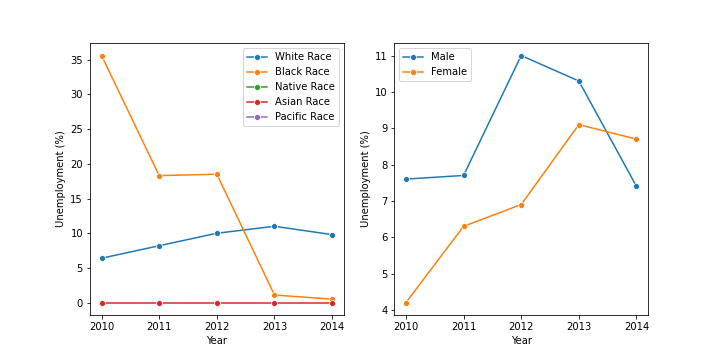 White Race
Black Race
Native Race
Asian Race
Pacific Race
35
30
25
20
15
10
5
0
Unemployment (%)
2010 2011 2012 2013 2014
Year
Male
Female
11
10
9
8
7
6
5
4
Unemployment (%)
2010 2011 2012 2013 2014
Year